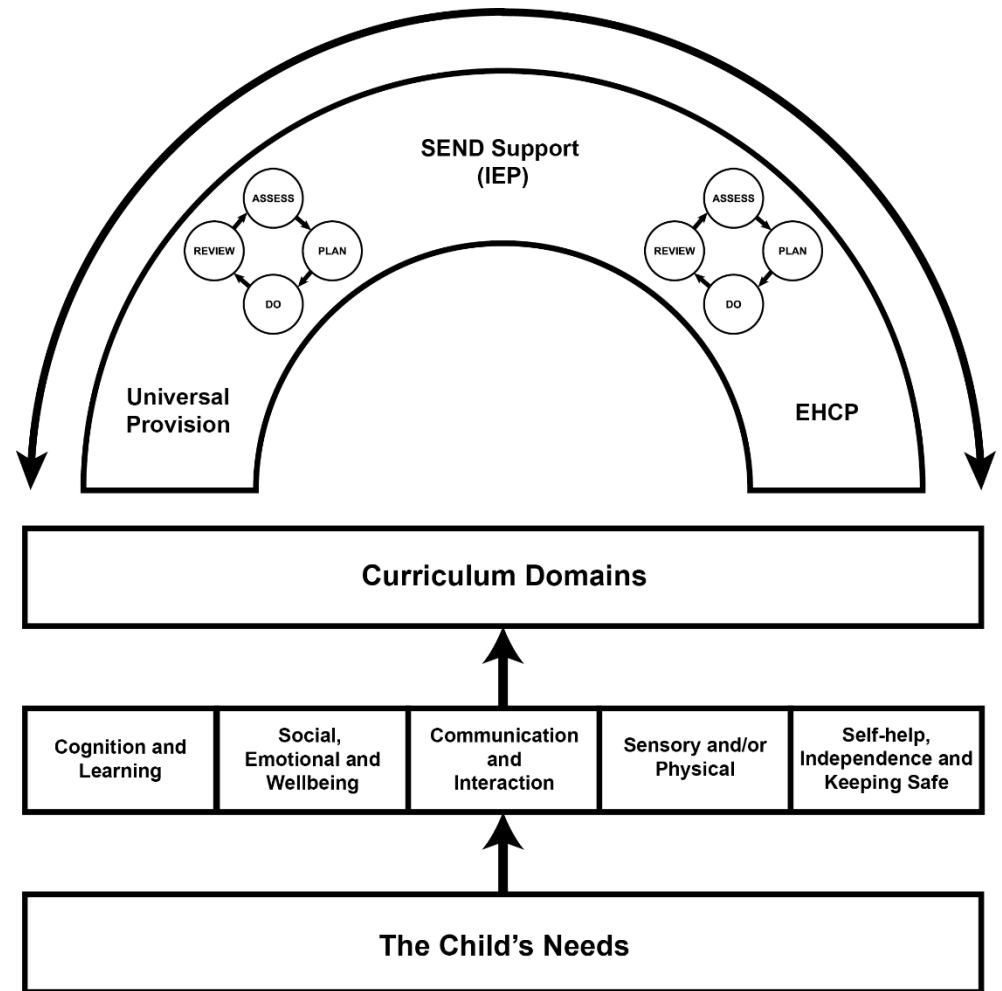 SEND Support
(IEP)
ASSESS
REVIEW
PLAN
DO
ASSESS
REVIEW
PLAN
DO
Universal
Provision
EHCP
Curriculum Domains
Cognition and
Learning
Social,
Emotional and
Wellbeing
Communication
and
Interaction
Sensory and/or
Physical
Self-help,
Independence and
Keeping Safe
The Child’s Needs